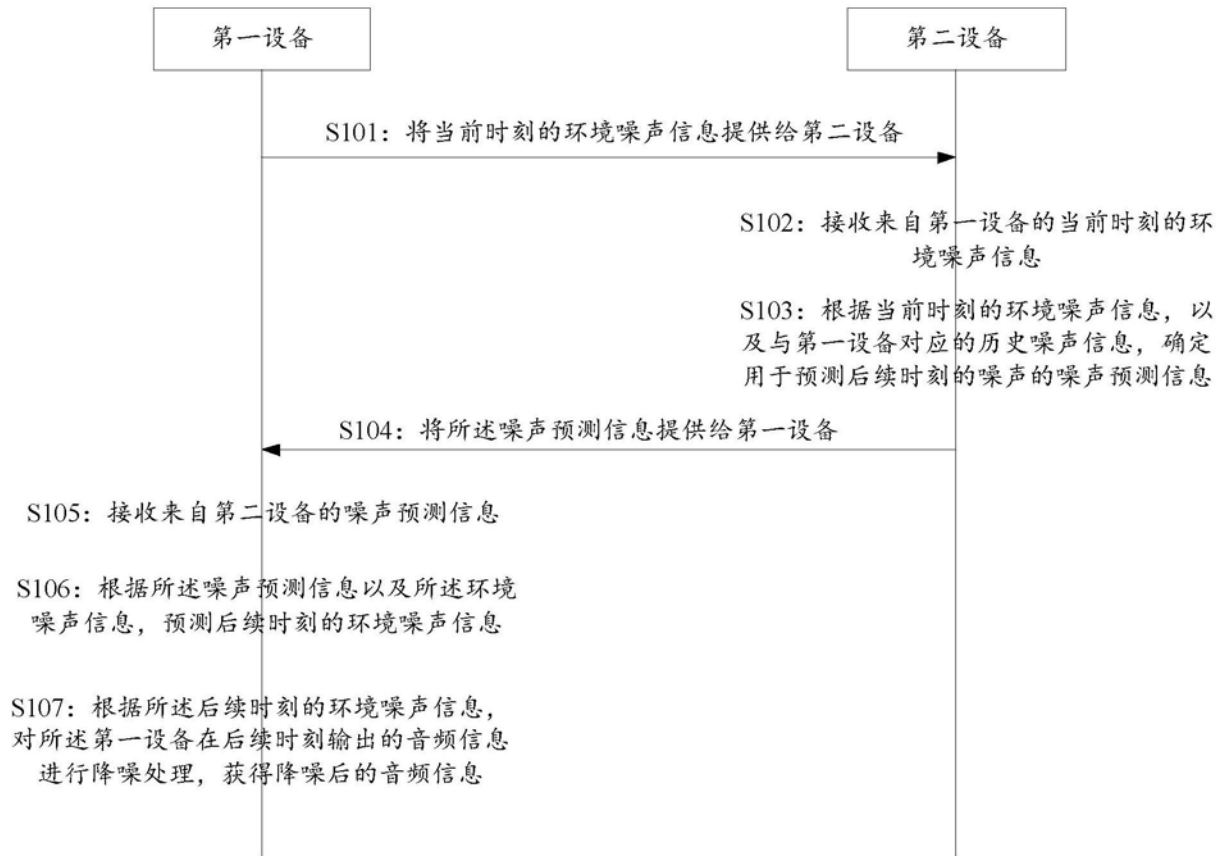 第一设备
第二设备
S101：将当前时刻的环境噪声信息提供给第二设备
S102：接收来自第一设备的当前时刻的环
境噪声信息
S103：根据当前时刻的环境噪声信息，以
及与第一设备对应的历史噪声信息，确定
用于预测后续时刻的噪声的噪声预测信息
S104：将所述噪声预测信息提供给第一设备
S105：接收来自第二设备的噪声预测信息
S106：根据所述噪声预测信息以及所述环境
噪声信息，预测后续时刻的环境噪声信息
S107：根据所述后续时刻的环境噪声信息，
对所述第一设备在后续时刻输出的音频信息
进行降噪处理，获得降噪后的音频信息